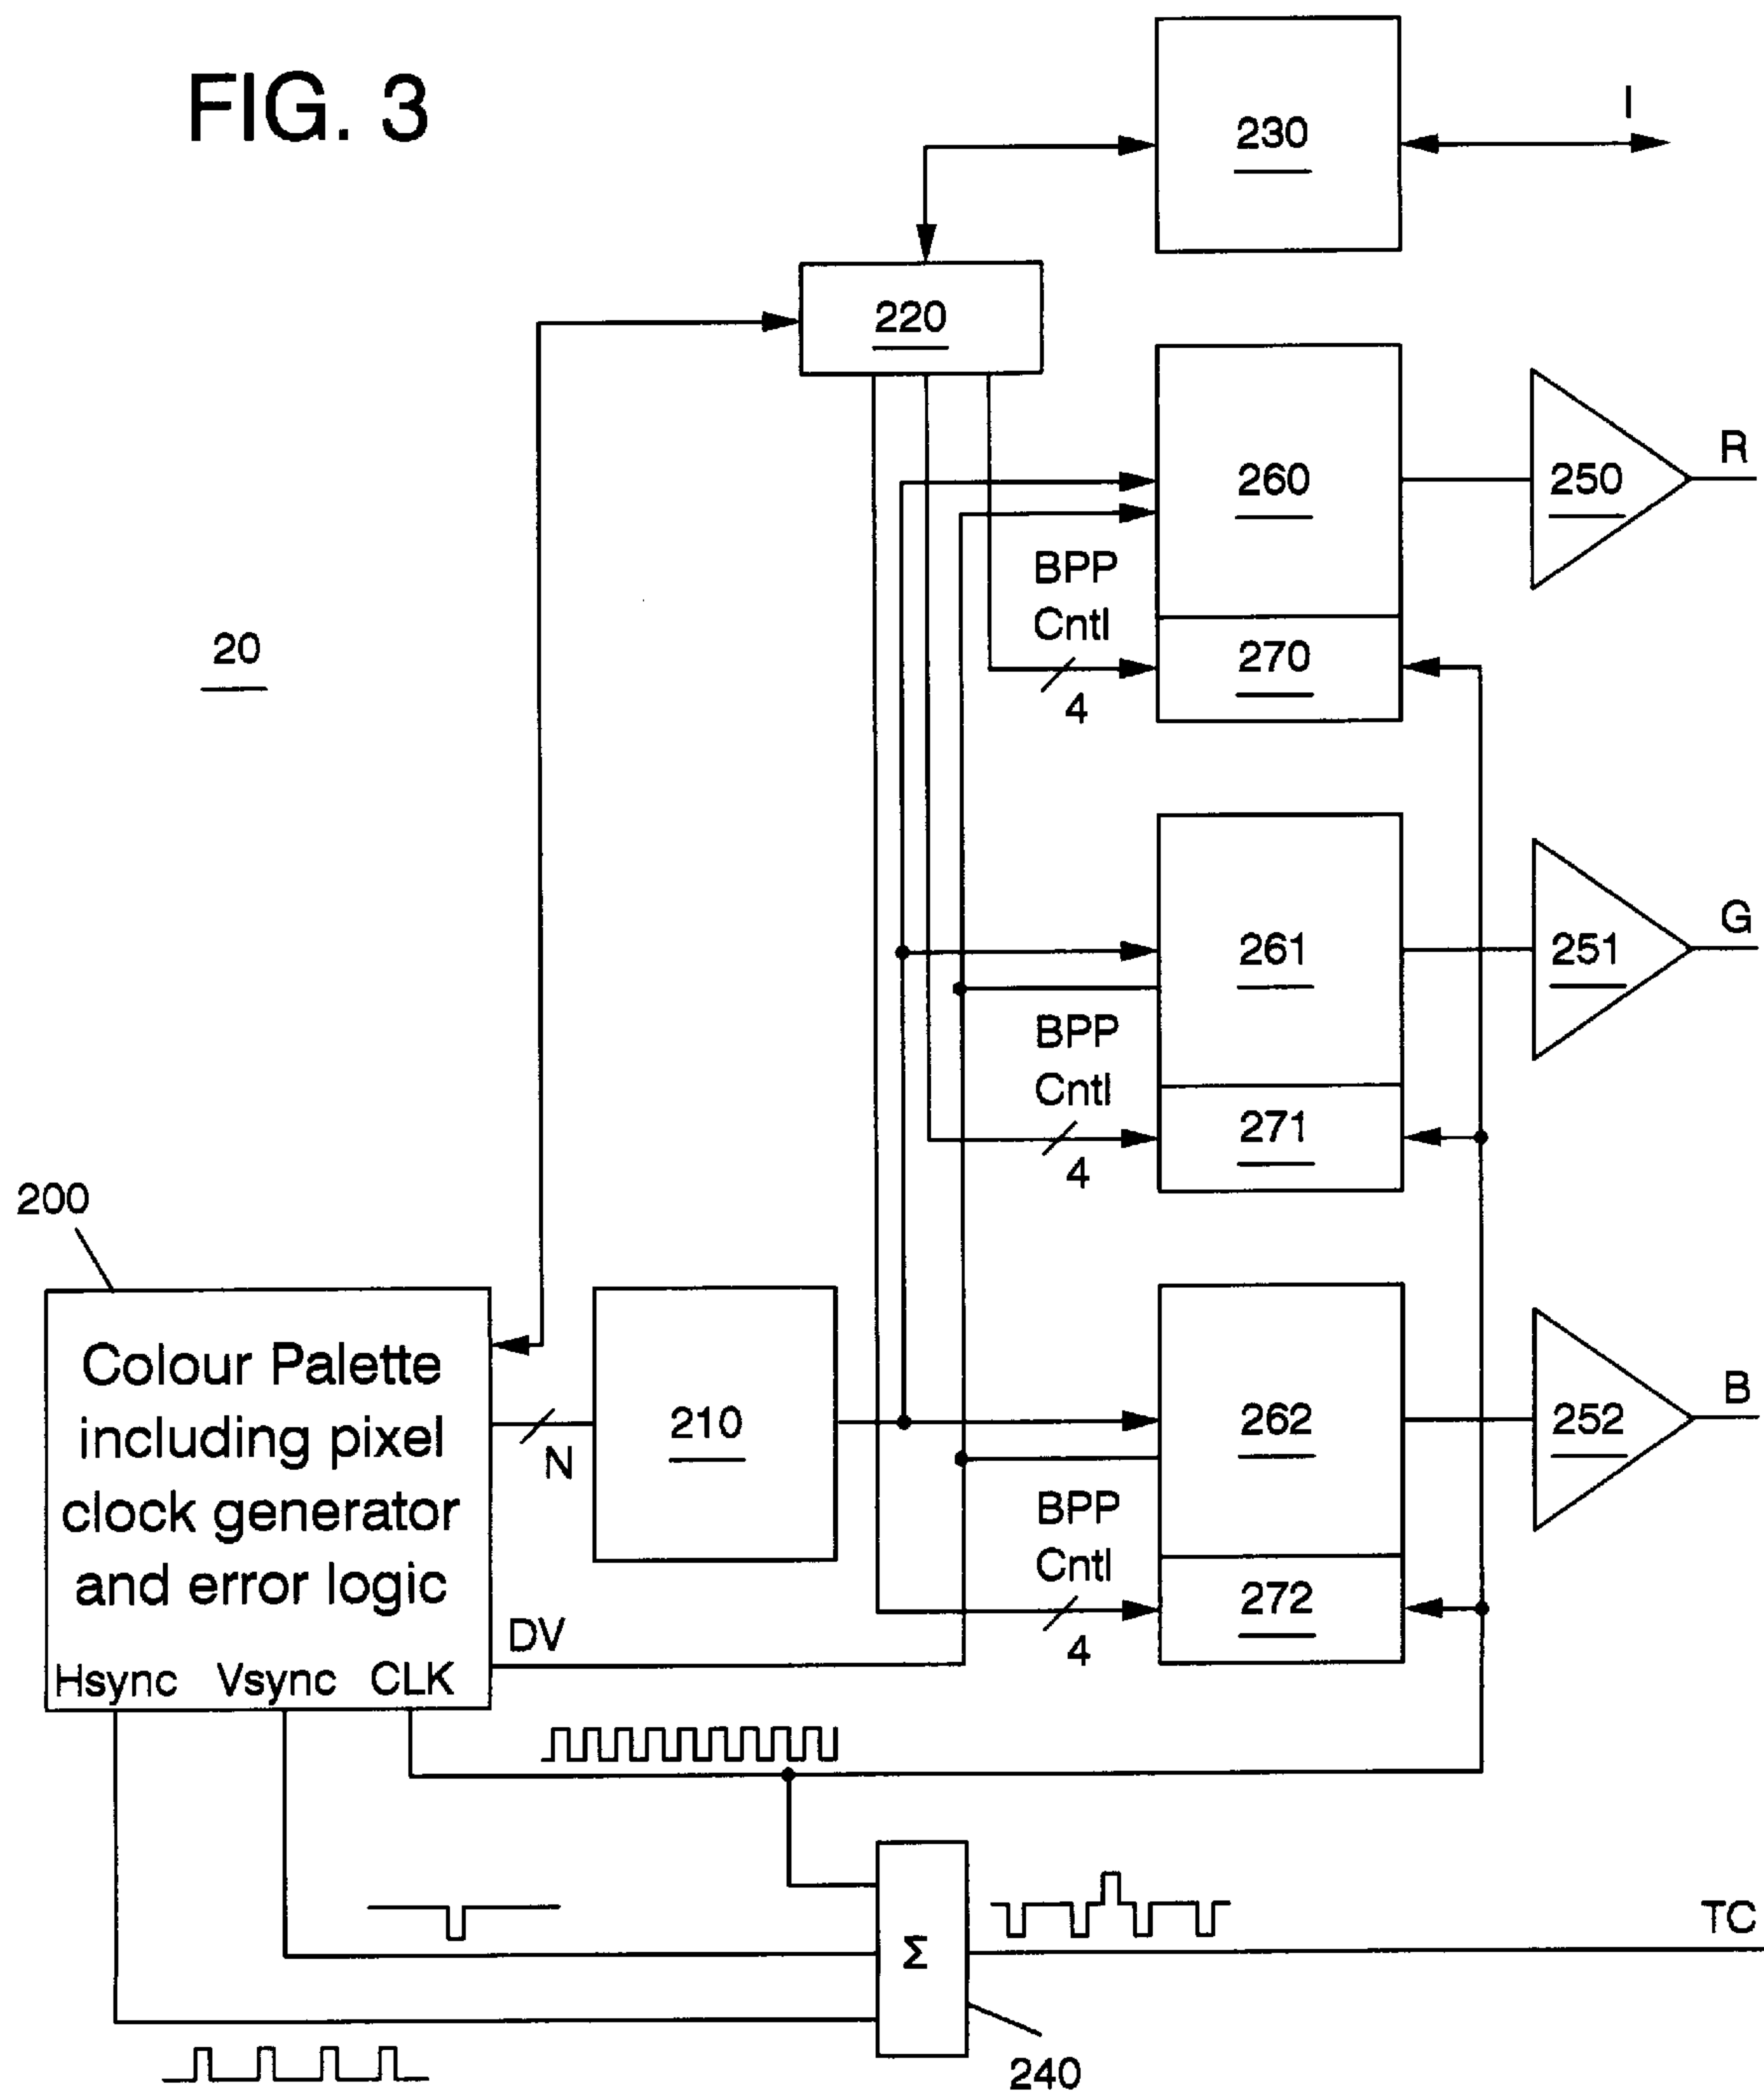 FIG. 3
I
230
220
R
260
250
BPP
Cntl
20
270
4
G
261
251
BPP
Cntl
271
4
200
Colour Palette
including pixel
clock generator
and error logic
N
210
B
262
252
BPP
Cntl
272
4
DV
Hsync Vsync CLK
TC
Σ
240